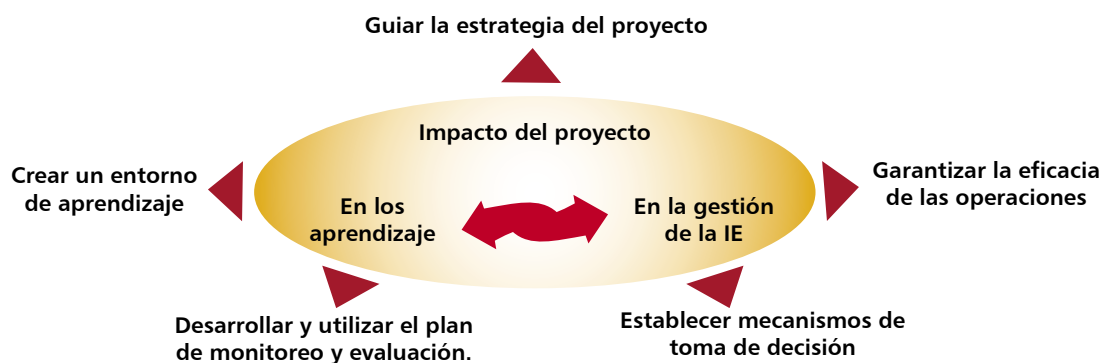 Guiar la estrategia del proyecto
Impacto del proyecto
Crear un entorno
de aprendizaje
Garantizar la eficacia
de las operaciones
En los
aprendizaje
En la gestión
de la IE
Desarrollar y utilizar el plan
de monitoreo y evaluación.
Establecer mecanismos de
toma de decisión